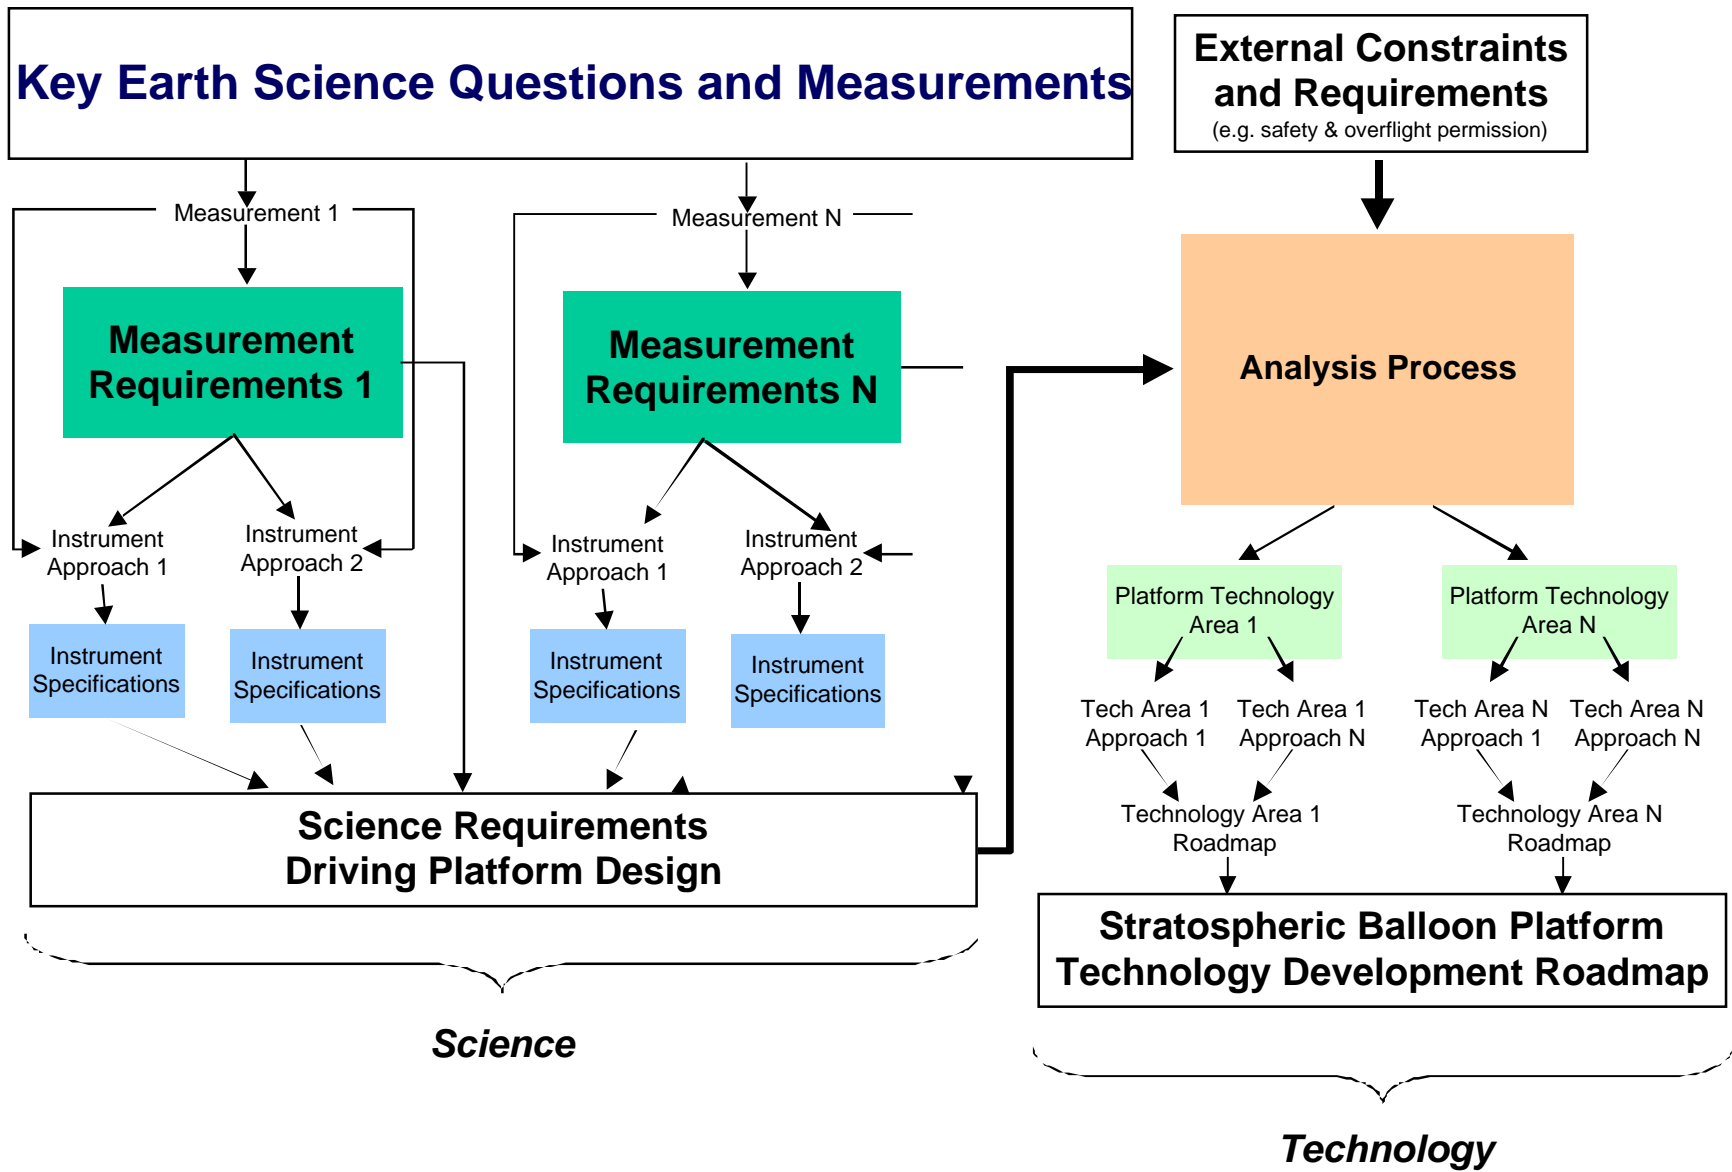 Key Earth Science Questions and Measurements
External Constraints
and Requirements
(e.g. safety & overflight permission)
Measurement 1
Measurement N
Measurement
Requirements 1
Measurement
Requirements N
Analysis Process
Instrument
Approach 1
Instrument
Approach 2
Instrument
Approach 1
Instrument
Approach 2
Instrument
Specifications
Instrument
Specifications
Instrument
Specifications
Instrument
Specifications
Platform Technology
Area 1
Platform Technology
Area N
Tech Area 1
Approach 1
Tech Area 1
Approach N
Tech Area N
Approach 1
Tech Area N
Approach N
Technology Area 1
Roadmap
Technology Area N
Roadmap
Science Requirements
Driving Platform Design
Stratospheric Balloon Platform
Technology Development Roadmap
Science
Technology